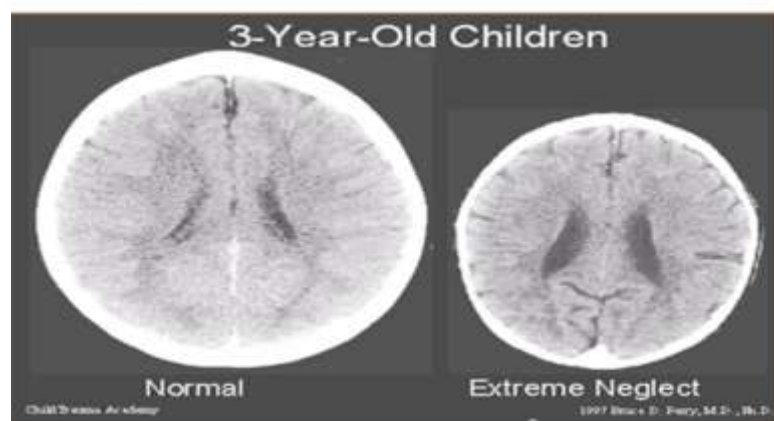 3-Year-Old Children
Normal
Extreme Neglect
ChildTrauma Academy
1997 Bruce D. Perry, M.D., Ph.D.